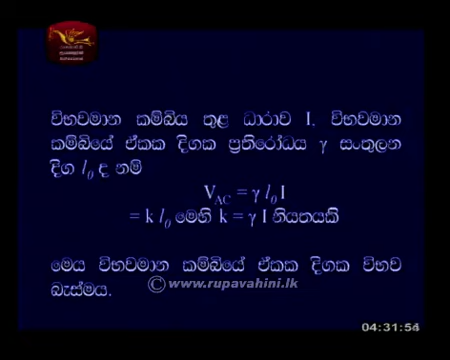 විභවමාන කම්බිය තුළ ධාරාව I, විභවමාන
කම්බියේ ඒකක දිගක ප්‍රතිරෝධය γ සංතුලන
දිග l₀ ද නම්
V_AC = γ l₀ I
= k l₀ මෙහි k = γ I නියතයකි
මෙය විභවමාන කම්බියේ ඒකක දිගක විභව
බැස්මය.
© www.rupavahini.lk
04:31:54